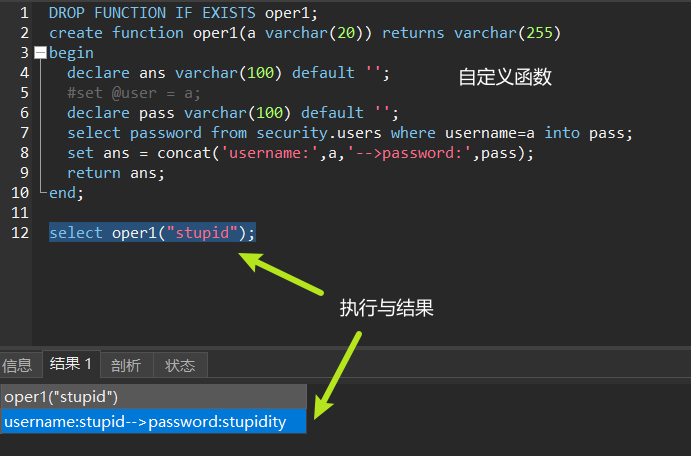 1 DROP FUNCTION IF EXISTS oper1;
2 create function oper1(a varchar(20)) returns varchar(255)
3 begin
4 declare ans varchar(100) default '';
自定义函数
5 #set @user = a;
6 declare pass varchar(100) default '';
7 select password from security.users where username=a into pass;
8 set ans = concat('username:',a,'-->password:',pass);
9 return ans;
10 end;
11
12 select oper1("stupid");
执行与结果
信息 结果 1 剖析 状态
oper1("stupid")
username:stupid-->password:stupidity